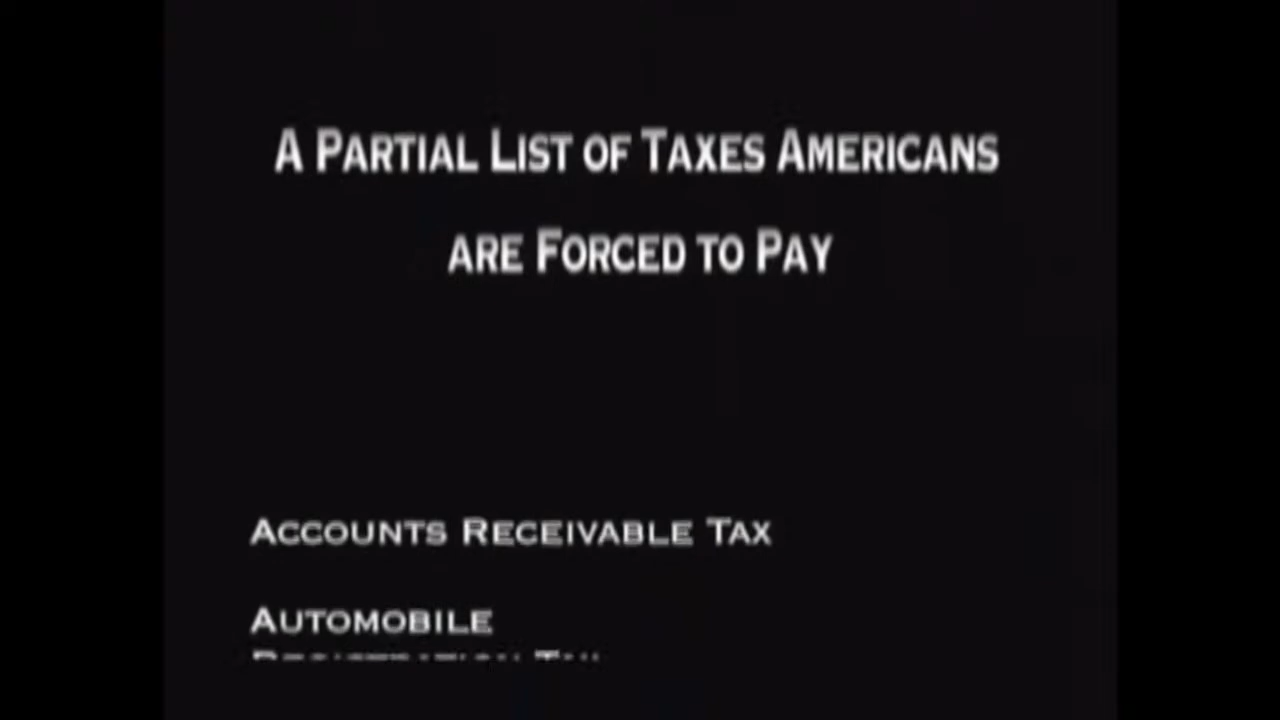 A Partial List of Taxes Americans
are Forced to Pay
Accounts Receivable Tax
Automobile